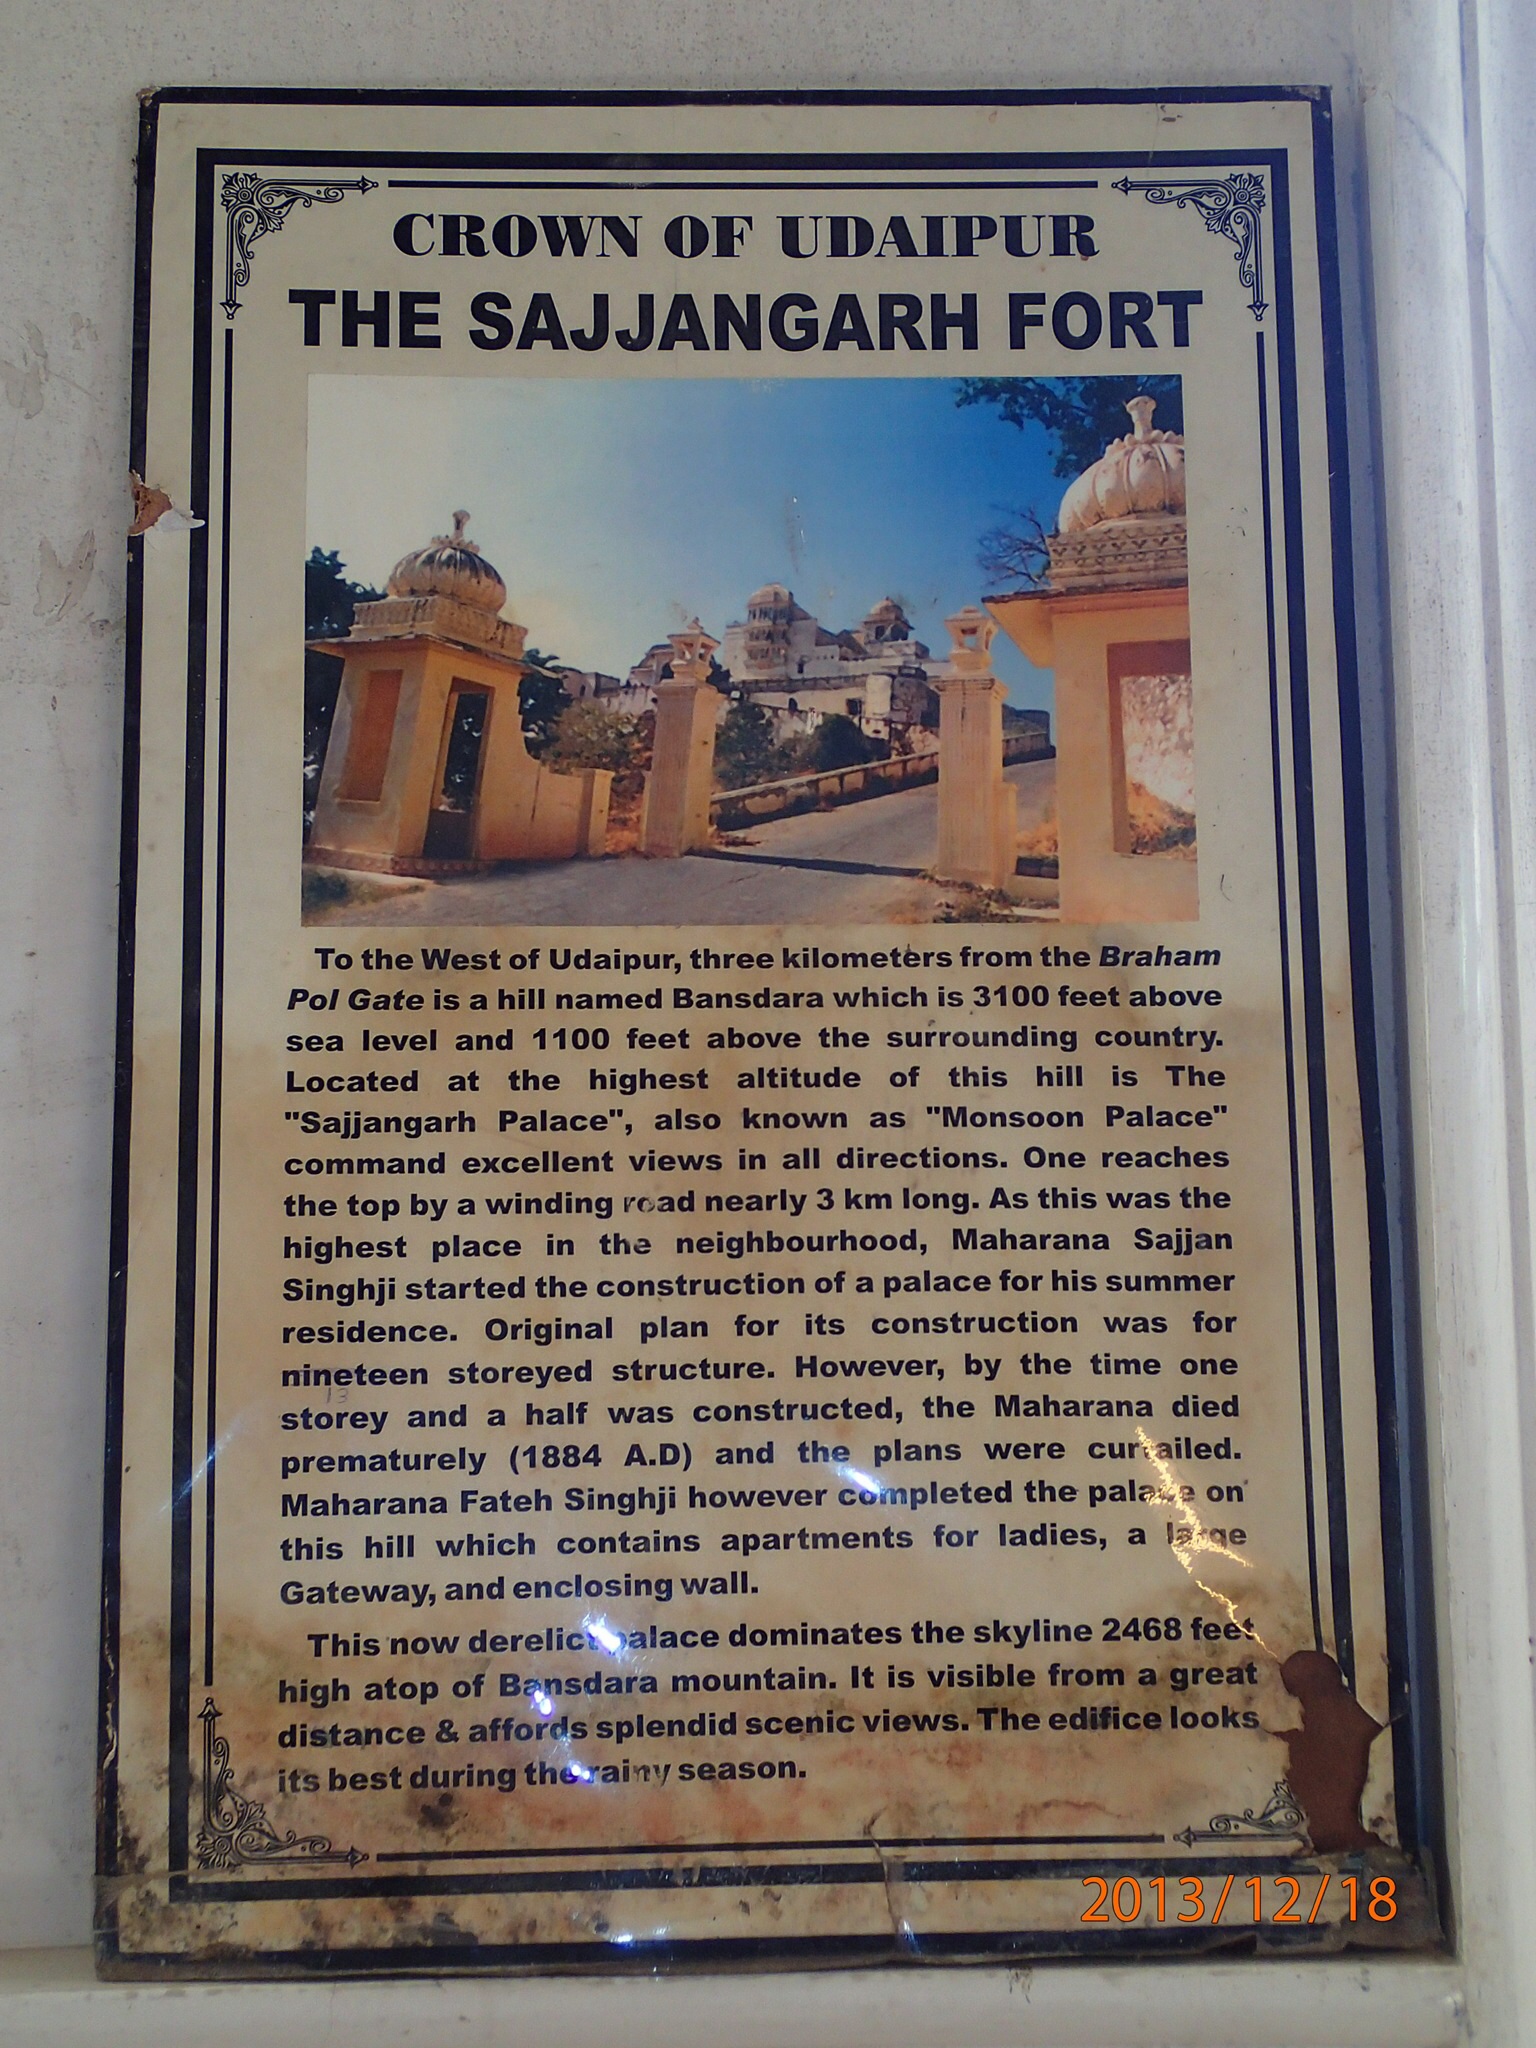 CROWN OF UDAIPUR
THE SAJJANGARH FORT
To the West of Udaipur, three kilometers from the Braham
Pol Gate is a hill named Bansdara which is 3100 feet above
sea level and 1100 feet above the surrounding country.
Located at the highest altitude of this hill is The
"Sajjangarh Palace", also known as "Monsoon Palace"
command excellent views in all directions. One reaches
the top by a winding road nearly 3 km long. As this was the
highest place in the neighbourhood, Maharana Sajjan
Singhji started the construction of a palace for his summer
residence. Original plan for its construction was for
nineteen storeyed structure. However, by the time one
13
storey and a half was constructed, the Maharana died
prematurely (1884 A.D) and the plans were curtailed.
Maharana Fateh Singhji however completed the palace on
this hill which contains apartments for ladies, a large
Gateway, and enclosing wall.
This now derelict palace dominates the skyline 2468 feet
high atop of Bansdara mountain. It is visible from a great
distance & affords splendid scenic views. The edifice looks
its best during the rainy season.
2013/12/18